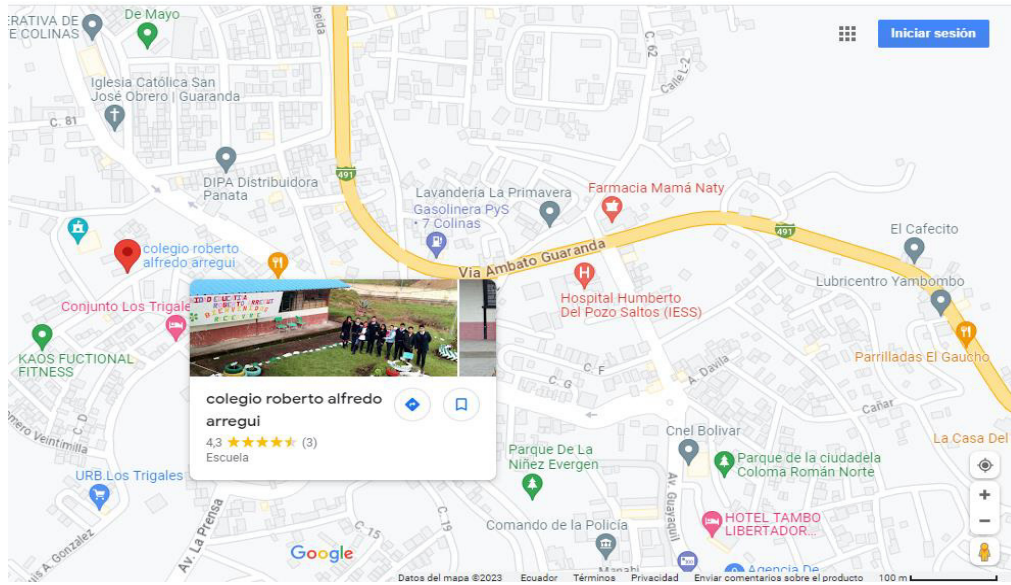 ERATIVA DE
E COLINAS
De Mayo
beida
C. 62
Calle L-2
Iniciar sesión
Iglesia Católica San
José Obrero | Guaranda
C. 81
DIPA Distribuidora
Panata
491
Lavandería La Primavera
Farmacia Mamá Naty
Gasolinera PyS
• 7 Colinas
491
El Cafecito
colegio roberto
alfredo arregui
Vía Ambato Guaranda
Lubricentro Yambombo
Hospital Humberto
Del Pozo Saltos (IESS)
Conjunto Los Trigale
KAOS FUCTIONAL
FITNESS
Parrilladas El Gaucho
C. F
C. G
A. Davila
Cañar
colegio roberto alfredo
arregui
4,3
(3)
Escuela
C. D
omero Veintimilla
Cnel Bolivar
La Casa Del
Parque De La
Niñez Evergen
Parque de la ciudadela
Coloma Román Norte
URB.Los Trigales
Av. La Prensa
Av. Guayaquil
C. 15
C. 19
Comando de la Policía
HOTEL TAMBO
LIBERTADOR...
uis A. Gonzalez
Google
Manabi
Agencia De
Datos del mapa ©2023 Ecuador Términos Privacidad Enviar comentarios sobre el producto 100 m